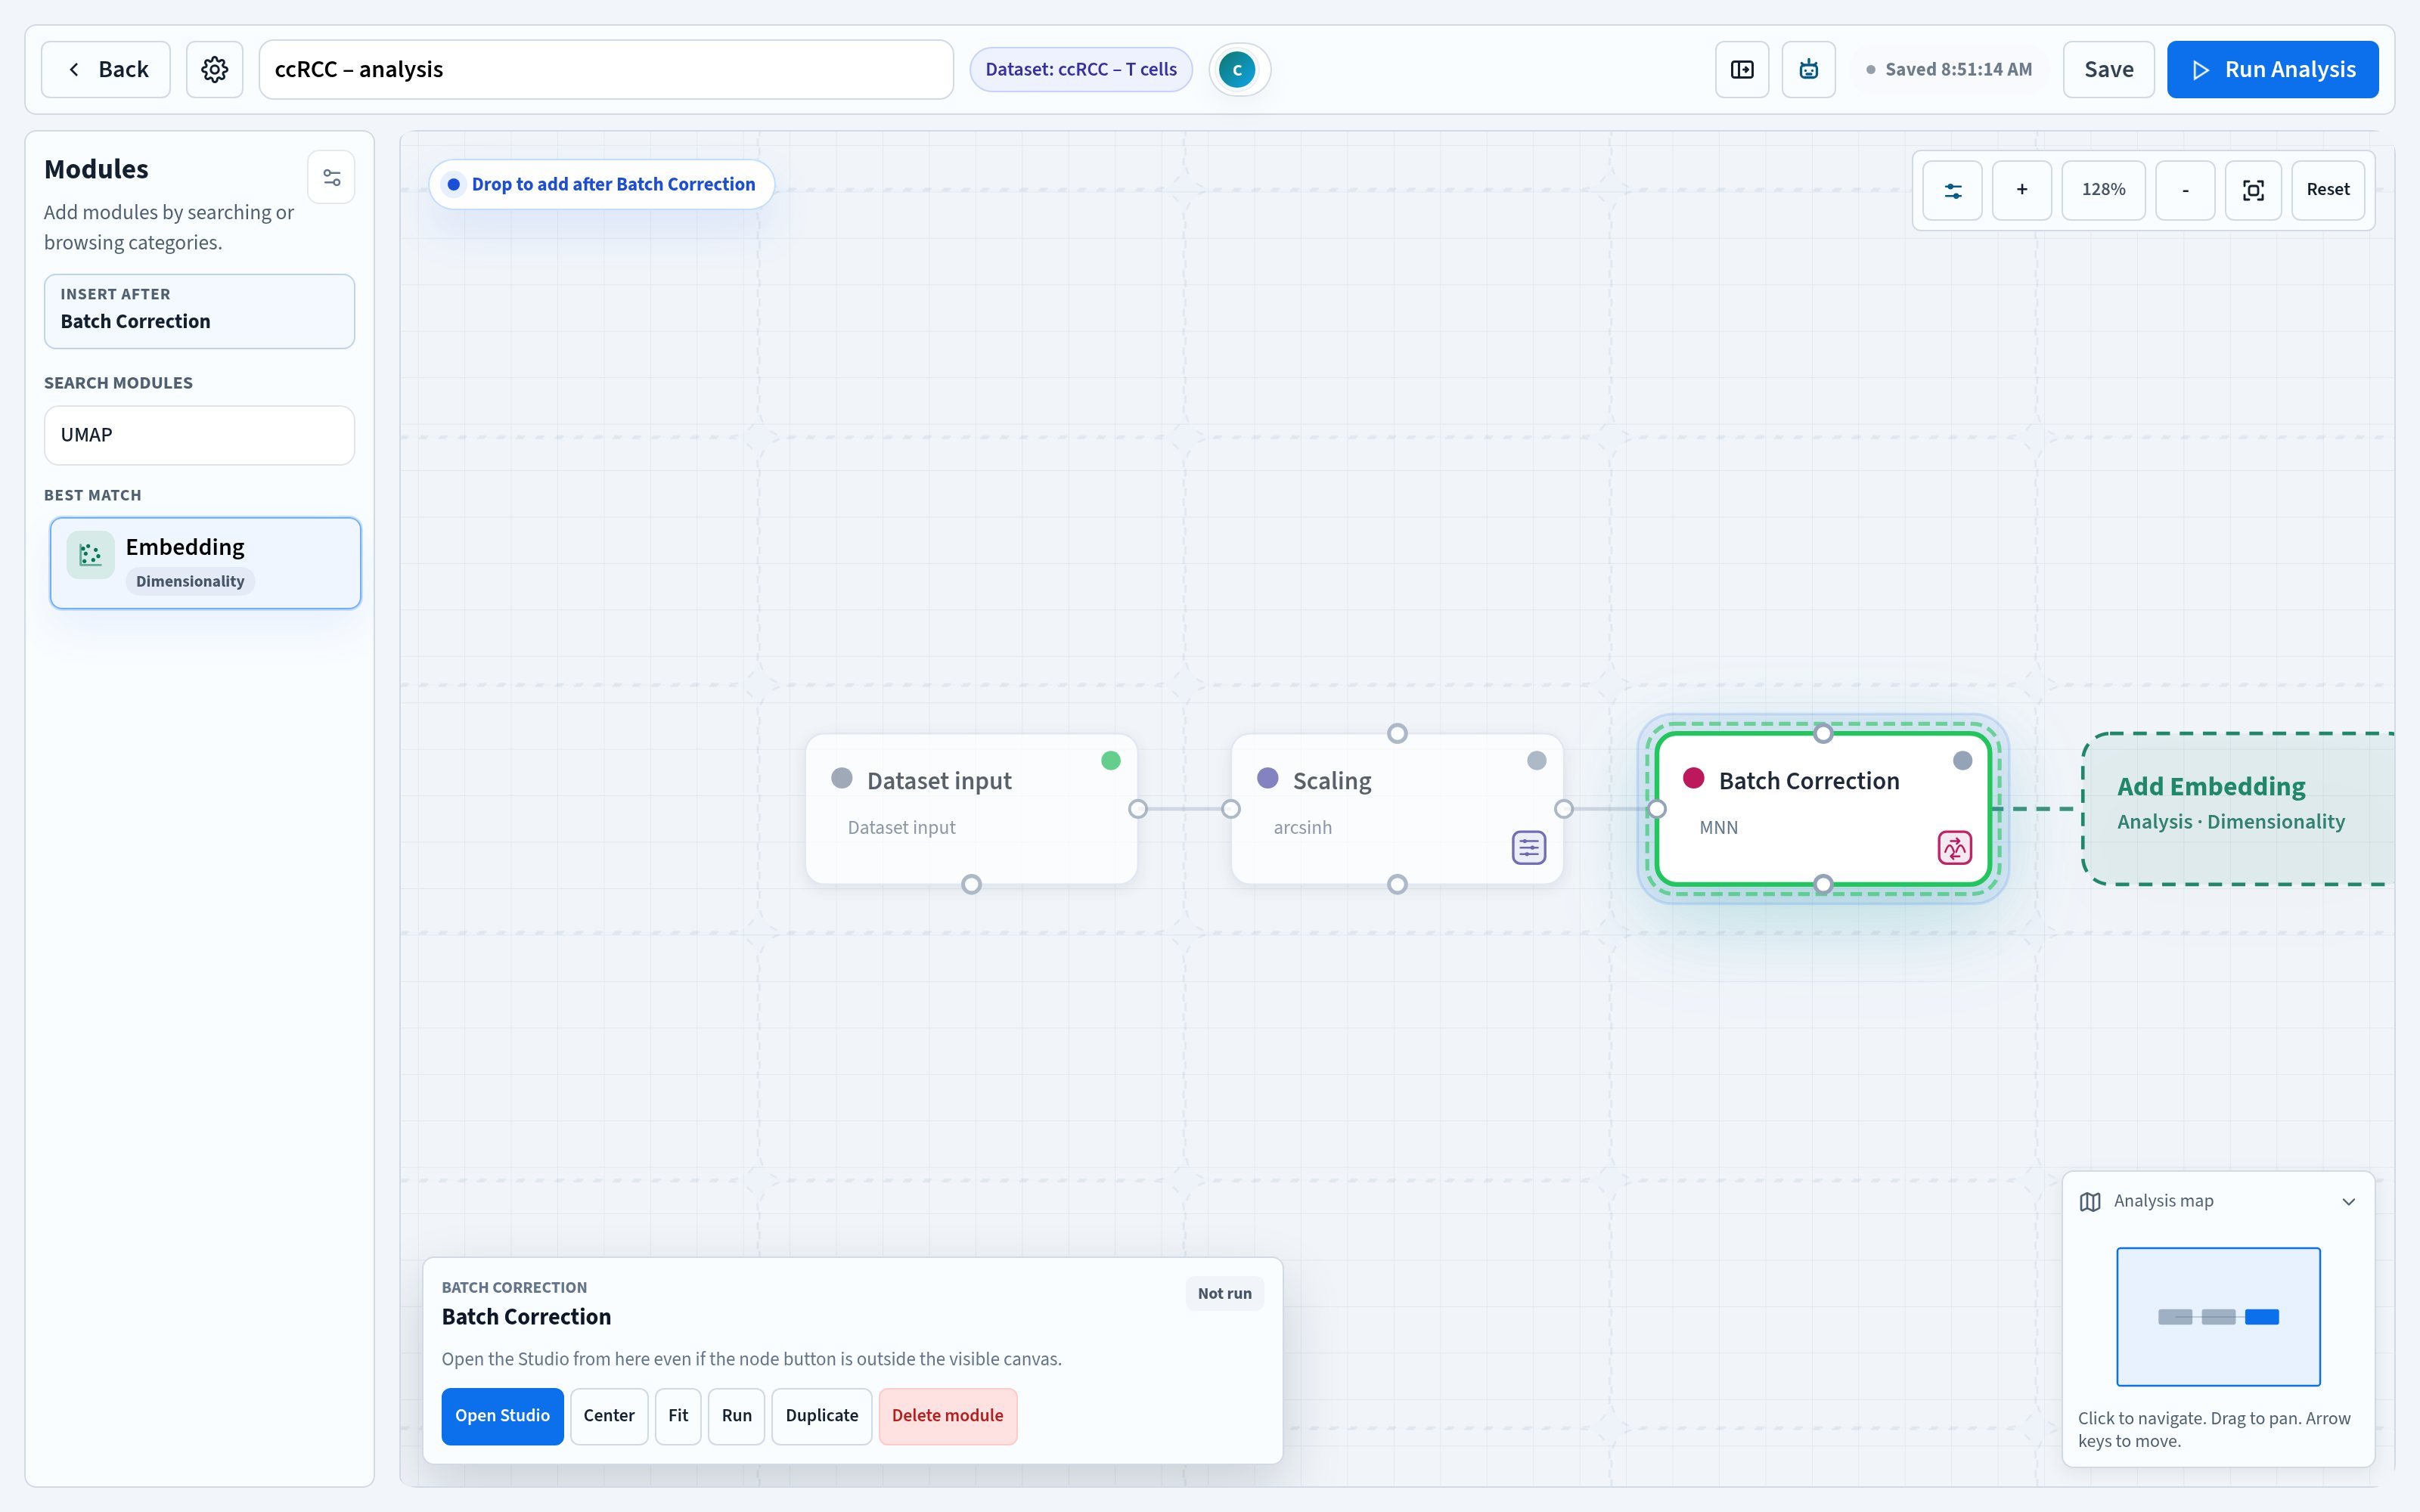 Back
ccRCC – analysis
Dataset: ccRCC – T cells
C
Saved 8:51:14 AM
Save
Run Analysis
Modules
Add modules by searching or
browsing categories.
INSERT AFTER
Batch Correction
SEARCH MODULES
UMAP
BEST MATCH
Embedding
Dimensionality
Drop to add after Batch Correction
+
128%
-
Reset
Dataset input
Dataset input
Scaling
arcsinh
Batch Correction
MNN
Add Embedding
Analysis · Dimensionality
BATCH CORRECTION
Not run
Batch Correction
Open the Studio from here even if the node button is outside the visible canvas.
Open Studio
Center
Fit
Run
Duplicate
Delete module
Analysis map
Click to navigate. Drag to pan. Arrow
keys to move.